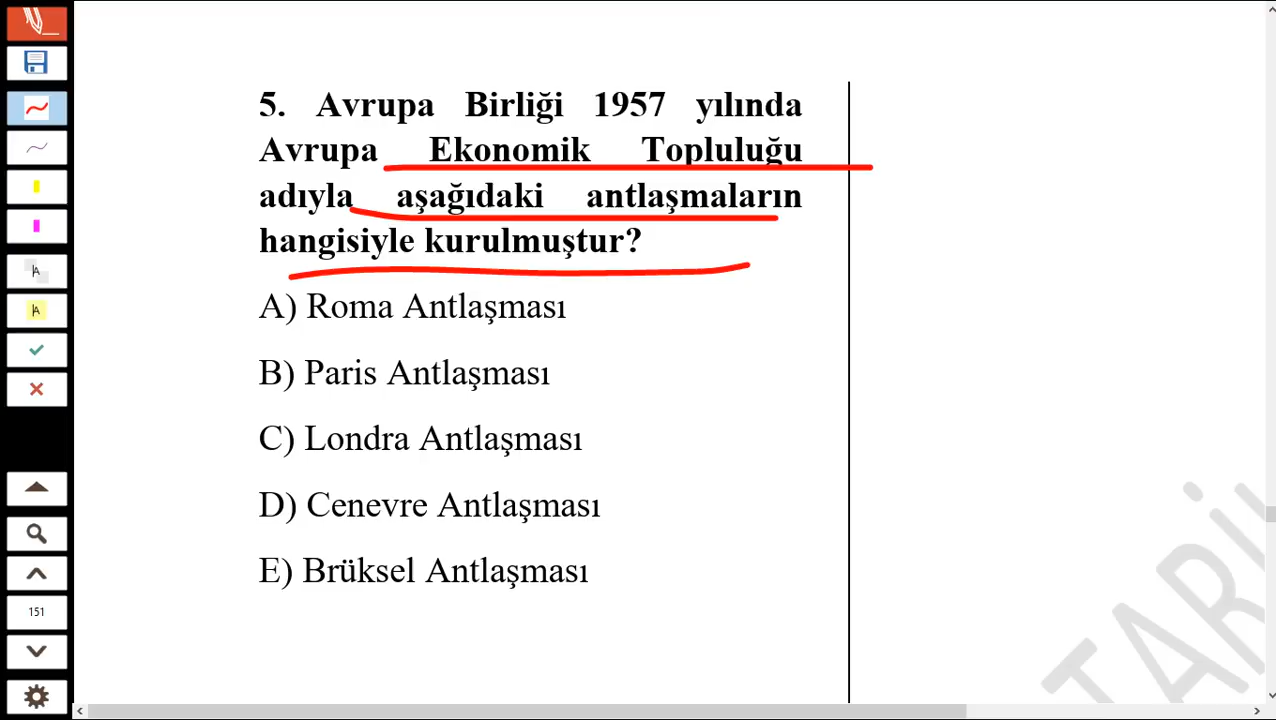 5. Avrupa Birliği 1957 yılında
Avrupa Ekonomik Topluluğu
adıyla aşağıdaki antlaşmaların
hangisiyle kurulmuştur?
A) Roma Antlaşması
B) Paris Antlaşması
C) Londra Antlaşması
D) Cenevre Antlaşması
E) Brüksel Antlaşması
A
A
151
TARİ